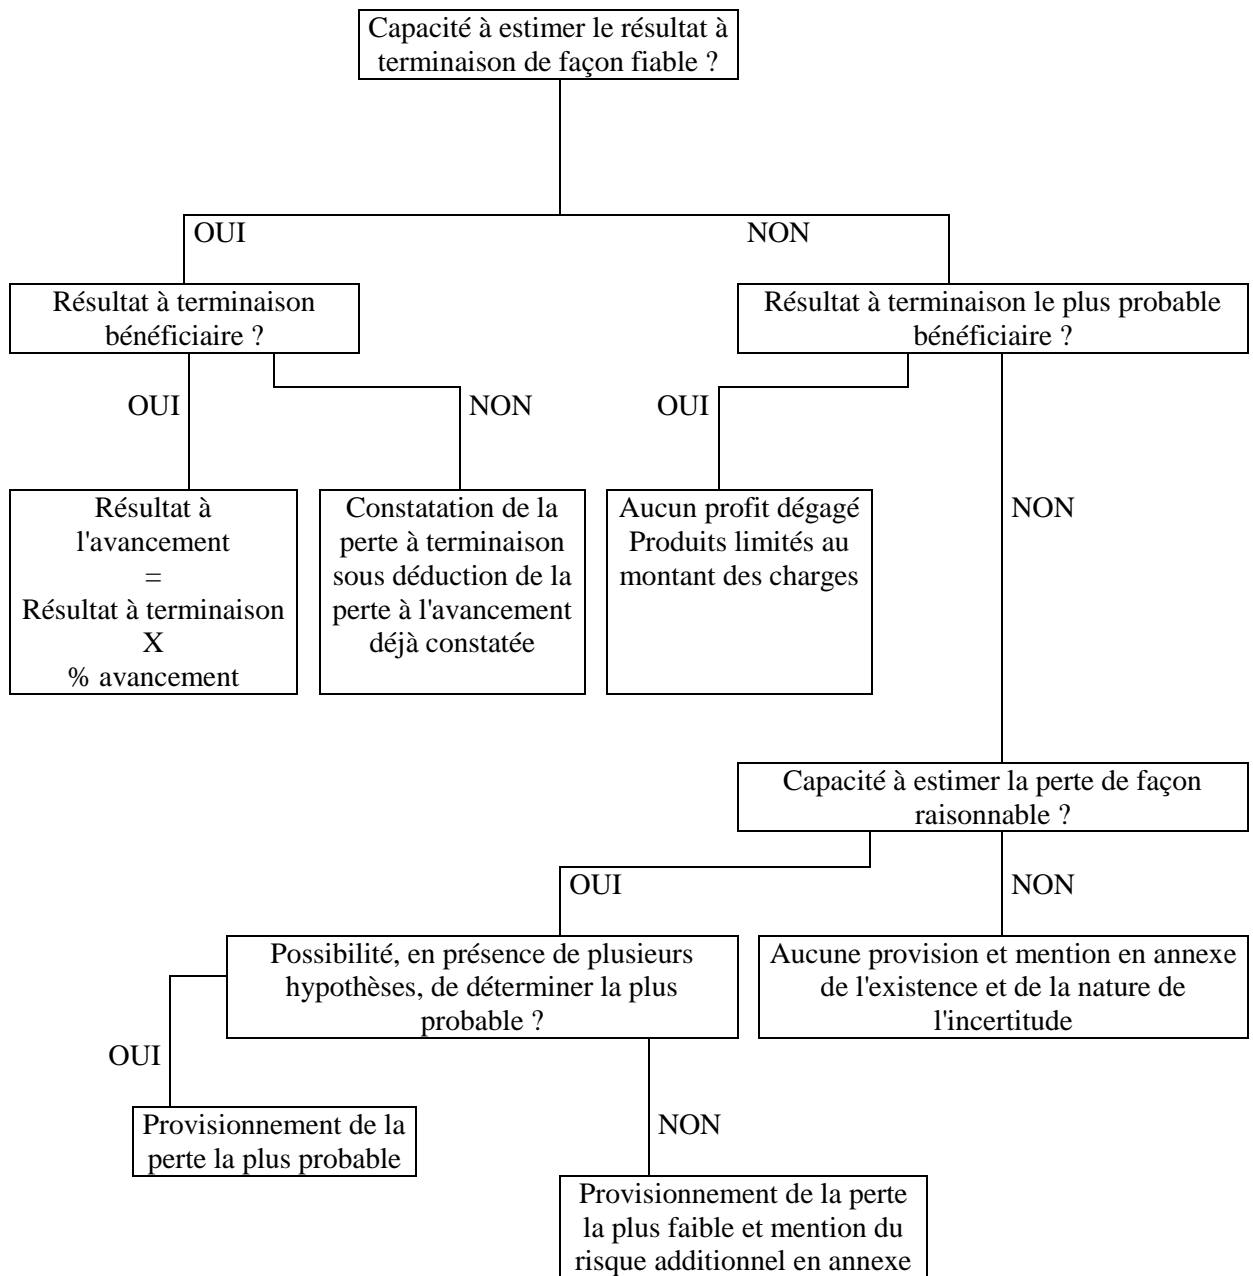 Capacité à estimer le résultat à
terminaison de façon fiable ?
OUI
NON
Résultat à terminaison
bénéficiaire ?
Résultat à terminaison le plus probable
bénéficiaire ?
OUI
NON
OUI
NON
Résultat à
l'avancement
=
Résultat à terminaison
X
% avancement
Constatation de la
perte à terminaison
sous déduction de la
perte à l'avancement
déjà constatée
Aucun profit dégagé
Produits limités au
montant des charges
Capacité à estimer la perte de façon
raisonnable ?
OUI
NON
Possibilité, en présence de plusieurs
hypothèses, de déterminer la plus
probable ?
Aucune provision et mention en annexe
de l'existence et de la nature de
l'incertitude
OUI
NON
Provisionnement de la
perte la plus probable
Provisionnement de la perte
la plus faible et mention du
risque additionnel en annexe